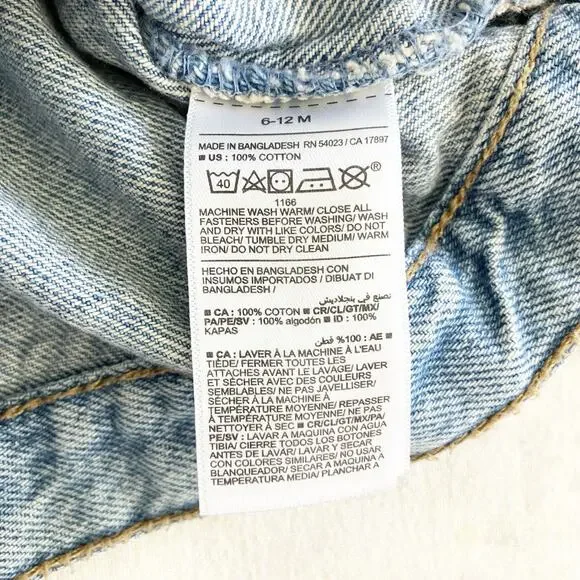 6-12 M
MADE IN BANGLADESH RN 54023 / CA 17897
■ US : 100% COTTON
40 ®
1166
MACHINE WASH WARM/ CLOSE ALL
FASTENERS BEFORE WASHING/ WASH
AND DRY WITH LIKE COLORS/ DO NOT
BLEACH/ TUMBLE DRY MEDIUM/ WARM
IRON/ DO NOT DRY CLEAN
HECHO EN BANGLADESH CON
INSUMOS IMPORTADOS / DIBUAT DI
BANGLADESH /
تصنع في بنجلاديش
■ CA : 100% COTON ■ CR/CL/GT/MX/
PA/PE/SV : 100% algodón ■ ID : 100%
KAPAS
■ AE : 100% قطن
■ CA : LAVER À LA MACHINE À L'EAU
TIÈDE/ FERMER TOUTES LES
ATTACHES AVANT LE LAVAGE/ LAVER
ET SÉCHER AVEC DES COULEURS
SEMBLABLES/ NE PAS JAVELLISER/
SÉCHER À LA MACHINE À
TEMPÉRATURE MOYENNE/ REPASSER
À TEMPÉRATURE MOYENNE/ NE PAS
NETTOYER À SEC ■ CR/CL/GT/MX/PA/
PE/SV : LAVAR A MAQUINA CON AGUA
TIBIA/ CIERRE TODOS LOS BOTONES
ANTES DE LAVAR/ LAVAR Y SECAR
CON COLORES SIMILARES/ NO USAR
BLANQUEADOR/ SECAR A MAQUINA A
TEMPERATURA MEDIA/ PLANCHAR A